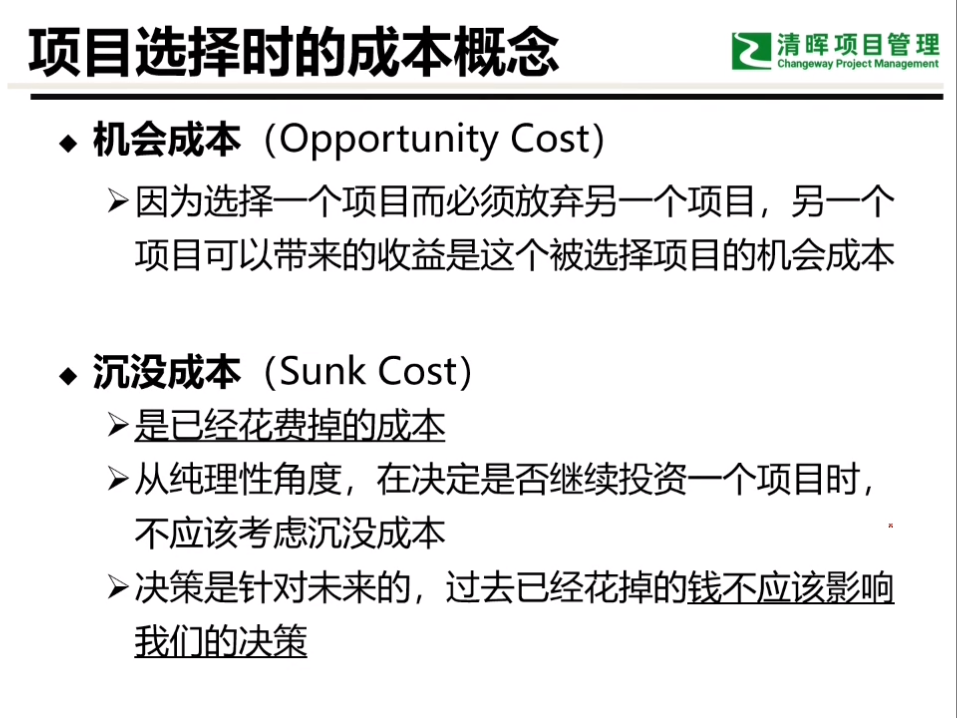 项目选择时的成本概念
清晖项目管理
Changeway Project Management
机会成本（Opportunity Cost）
因为选择一个项目而必须放弃另一个项目，另一个
项目可以带来的收益是这个被选择项目的机会成本
沉没成本（Sunk Cost）
是已经花费掉的成本
从纯理性角度，在决定是否继续投资一个项目时，
不应该考虑沉没成本
决策是针对未来的，过去已经花掉的钱不应该影响
我们的决策